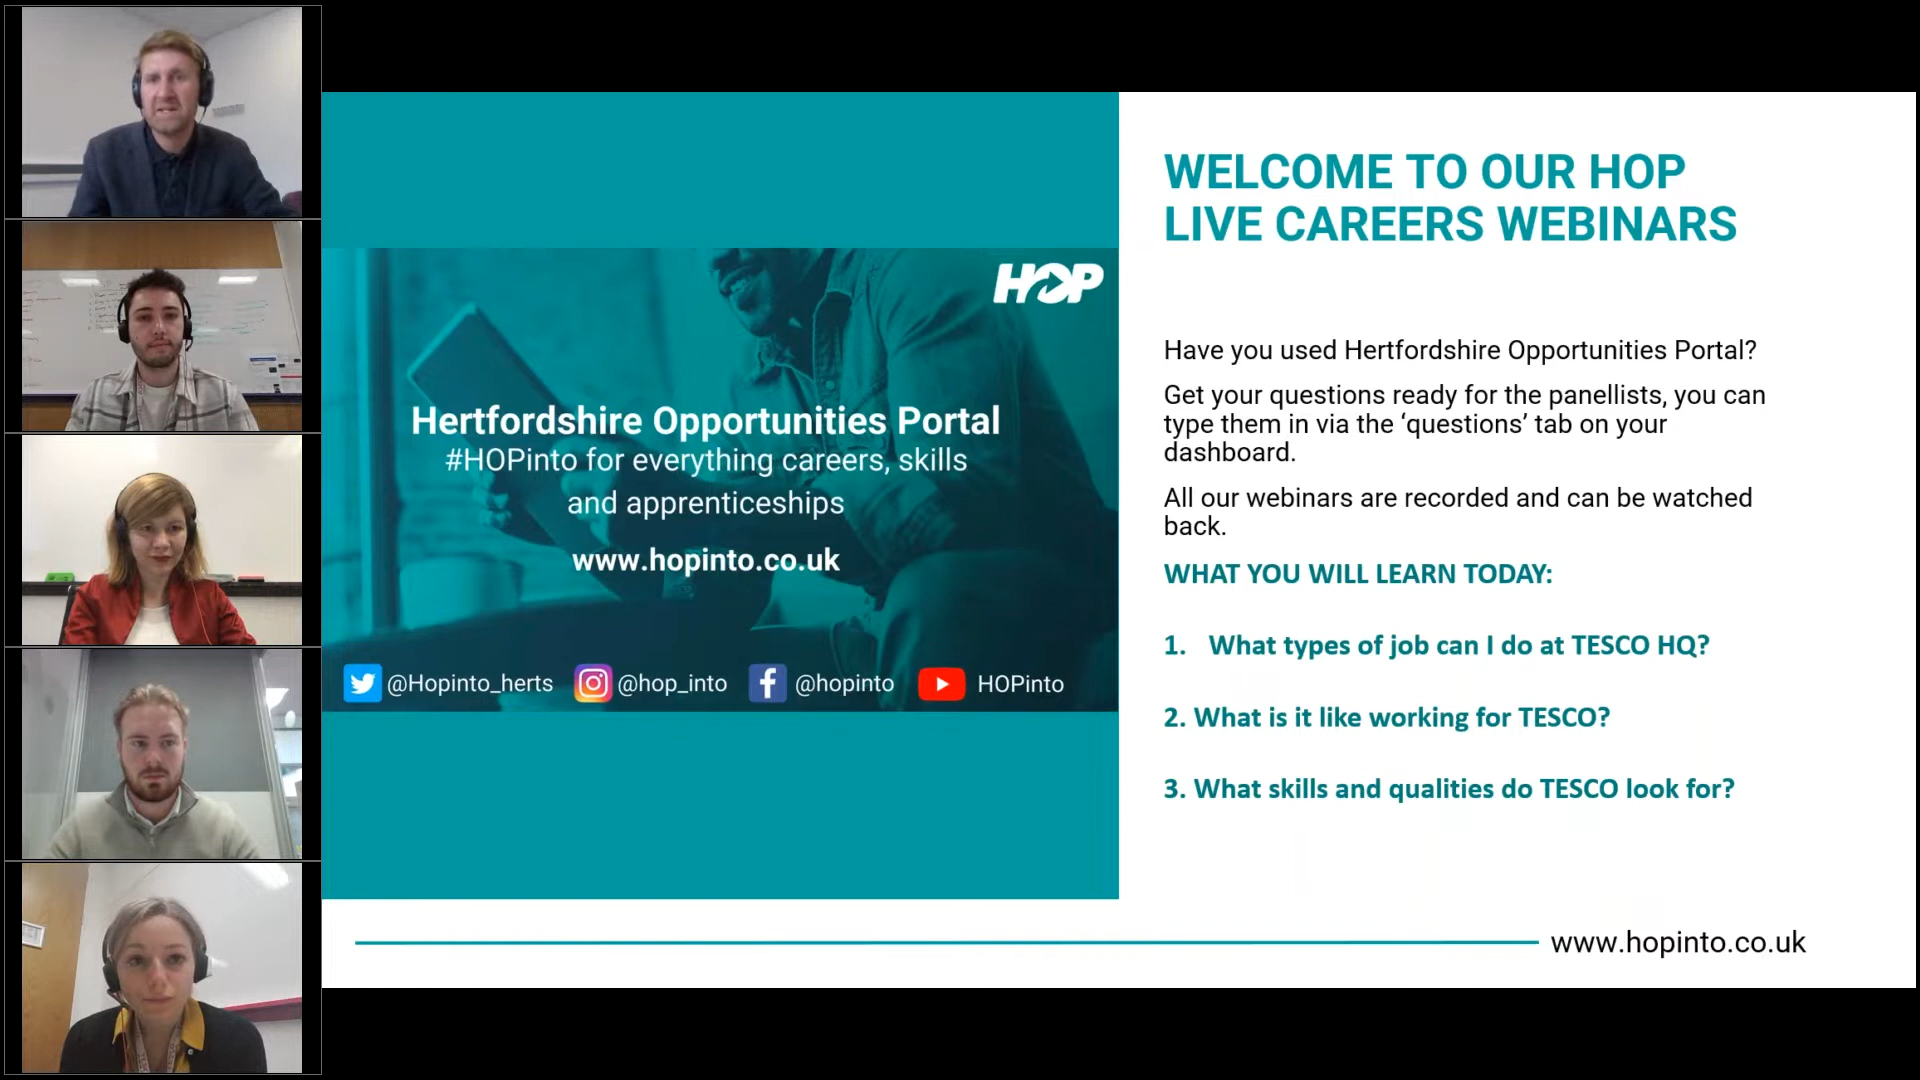 HOP
Hertfordshire Opportunities Portal
#HOPinto for everything careers, skills
and apprenticeships
www.hopinto.co.uk
@Hopinto_herts @hop_into @hopinto HOPinto
WELCOME TO OUR HOP
LIVE CAREERS WEBINARS
Have you used Hertfordshire Opportunities Portal?
Get your questions ready for the panellists, you can
type them in via the ‘questions’ tab on your
dashboard.
All our webinars are recorded and can be watched
back.
WHAT YOU WILL LEARN TODAY:
1. What types of job can I do at TESCO HQ?
2. What is it like working for TESCO?
3. What skills and qualities do TESCO look for?
www.hopinto.co.uk